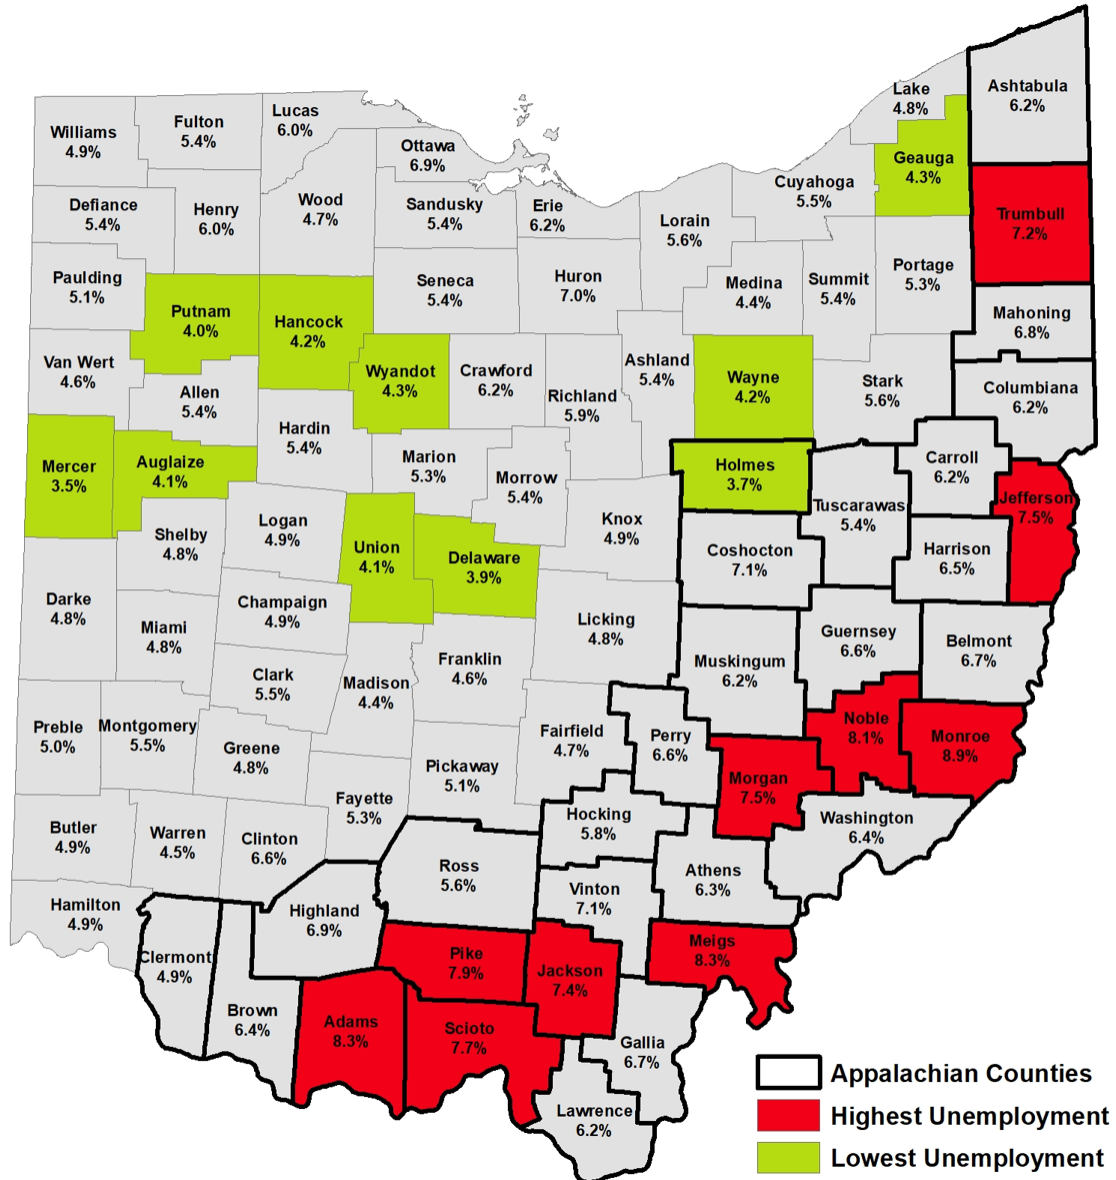 Lake
4.8%
Ashtabula
6.2%
Williams
4.9%
Fulton
5.4%
Lucas
6.0%
Ottawa
6.9%
Geauga
4.3%
Defiance
5.4%
Henry
6.0%
Wood
4.7%
Sandusky
5.4%
Erie
6.2%
Lorain
5.6%
Cuyahoga
5.5%
Trumbull
7.2%
Paulding
5.1%
Putnam
4.0%
Hancock
4.2%
Seneca
5.4%
Huron
7.0%
Medina
4.4%
Summit
5.4%
Portage
5.3%
Mahoning
6.8%
Van Wert
4.6%
Allen
5.4%
Wyandot
4.3%
Crawford
6.2%
Richland
5.9%
Ashland
5.4%
Wayne
4.2%
Stark
5.6%
Columbiana
6.2%
Mercer
3.5%
Auglaize
4.1%
Hardin
5.4%
Marion
5.3%
Morrow
5.4%
Holmes
3.7%
Carroll
6.2%
Tuscarawas
5.4%
Jefferson
7.5%
Shelby
4.8%
Logan
4.9%
Union
4.1%
Delaware
3.9%
Knox
4.9%
Coshocton
7.1%
Harrison
6.5%
Darke
4.8%
Miami
4.8%
Champaign
4.9%
Licking
4.8%
Guernsey
6.6%
Belmont
6.7%
Clark
5.5%
Madison
4.4%
Franklin
4.6%
Muskingum
6.2%
Preble
5.0%
Montgomery
5.5%
Greene
4.8%
Pickaway
5.1%
Fairfield
4.7%
Perry
6.6%
Noble
8.1%
Monroe
8.9%
Morgan
7.5%
Butler
4.9%
Warren
4.5%
Clinton
6.6%
Fayette
5.3%
Hocking
5.8%
Washington
6.4%
Ross
5.6%
Vinton
7.1%
Athens
6.3%
Hamilton
4.9%
Highland
6.9%
Clermont
4.9%
Pike
7.9%
Jackson
7.4%
Meigs
8.3%
Brown
6.4%
Adams
8.3%
Scioto
7.7%
Gallia
6.7%
Lawrence
6.2%
Appalachian Counties
Highest Unemployment
Lowest Unemployment